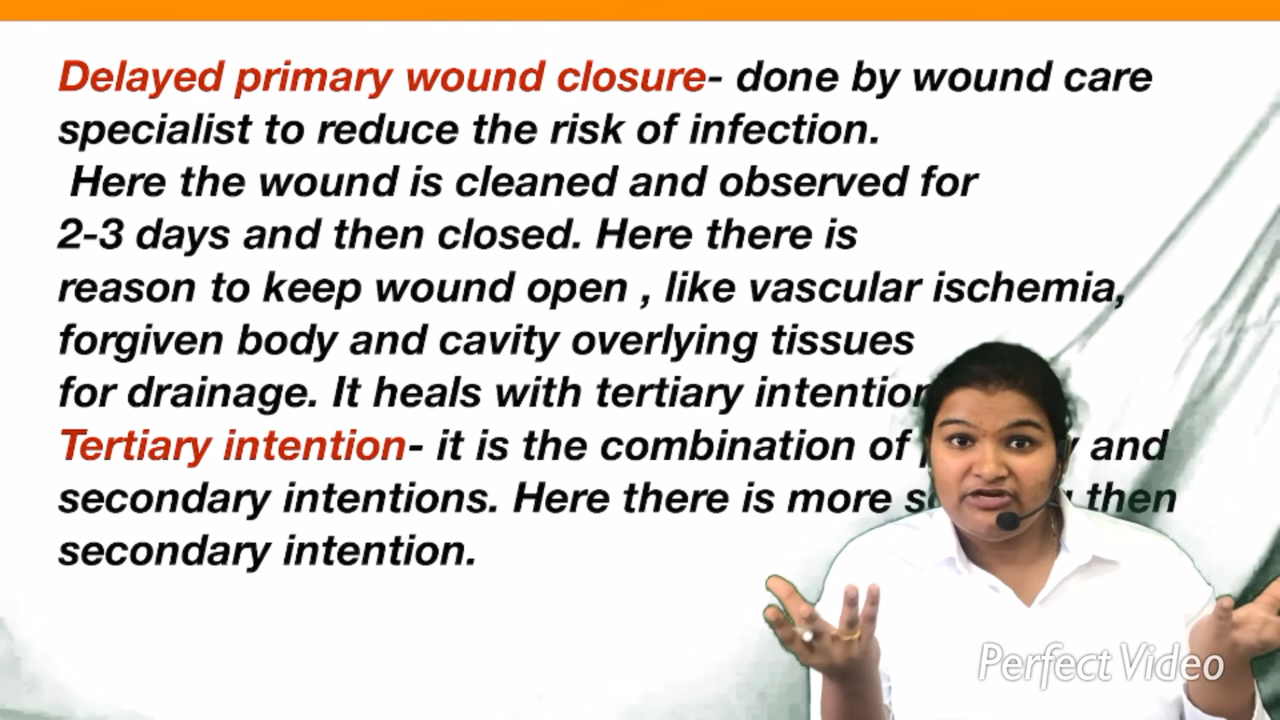 Delayed primary wound closure- done by wound care
specialist to reduce the risk of infection.
Here the wound is cleaned and observed for
2-3 days and then closed. Here there is
reason to keep wound open , like vascular ischemia,
forgiven body and cavity overlying tissues
for drainage. It heals with tertiary intention
Tertiary intention- it is the combination of and
secondary intentions. Here there is more then
secondary intention.
Perfect Video